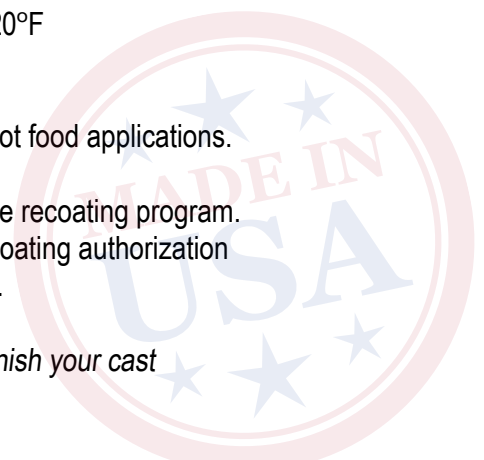 20°F
ot food applications.
e recoating program.
oating authorization
.
nish your cast
MADE IN
USA